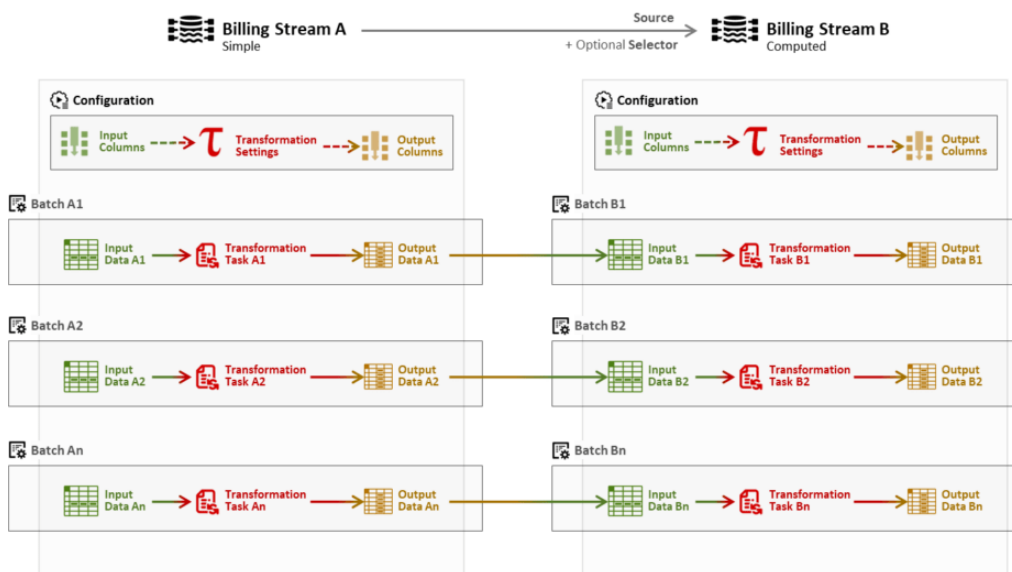 Billing Stream A
Simple
Source
+ Optional Selector
Billing Stream B
Computed
Configuration
Input
Columns
τ
Transformation
Settings
Output
Columns
Configuration
Input
Columns
τ
Transformation
Settings
Output
Columns
Batch A1
Input
Data A1
Transformation
Task A1
Output
Data A1
Batch B1
Input
Data B1
Transformation
Task B1
Output
Data B1
Batch A2
Input
Data A2
Transformation
Task A2
Output
Data A2
Batch B2
Input
Data B2
Transformation
Task B2
Output
Data B2
Batch An
Input
Data An
Transformation
Task An
Output
Data An
Batch Bn
Input
Data Bn
Transformation
Task Bn
Output
Data Bn